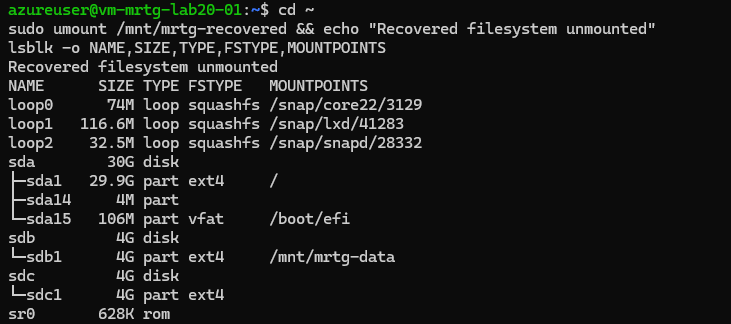 azureuser@vm-mrtg-lab20-01:~$ cd ~
sudo umount /mnt/mrtg-recovered && echo "Recovered filesystem unmounted"
lsblk -o NAME,SIZE,TYPE,FSTYPE,MOUNTPOINTS
Recovered filesystem unmounted
NAME      SIZE TYPE FSTYPE   MOUNTPOINTS
loop0      74M loop squashfs /snap/core22/3129
loop1   116.6M loop squashfs /snap/lxd/41283
loop2    32.5M loop squashfs /snap/snapd/28332
sda        30G disk
├─sda1   29.9G part ext4     /
├─sda14     4M part
└─sda15   106M part vfat     /boot/efi
sdb         4G disk
└─sdb1      4G part ext4     /mnt/mrtg-data
sdc         4G disk
└─sdc1      4G part ext4
sr0       628K rom